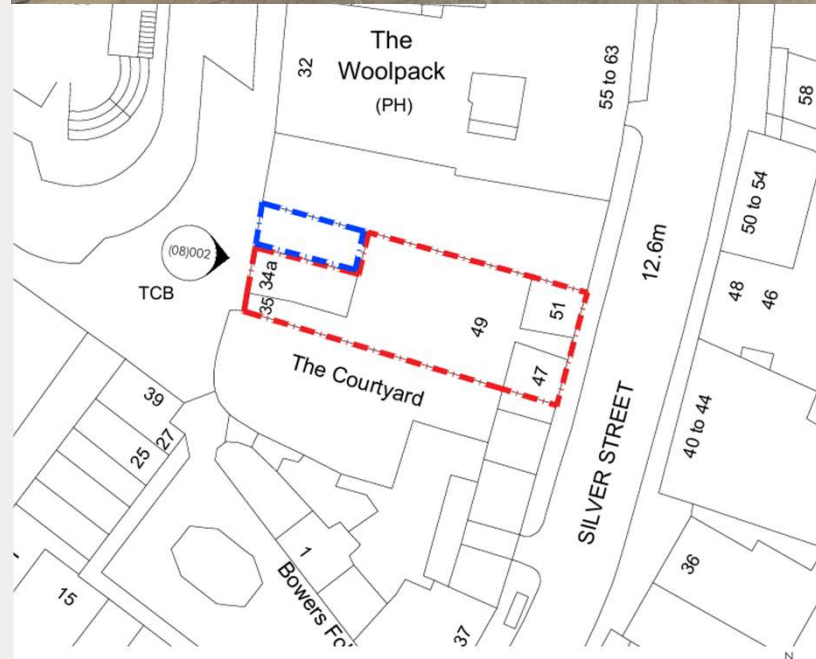 The
Woolpack
(PH)
32
55 to 63
58
50 to 54
12.6m
48
46
(08)002
TCB
34a
35
51
49
47
The Courtyard
39
27
25
40 to 44
SILVER STREET
1
36
15
37
N